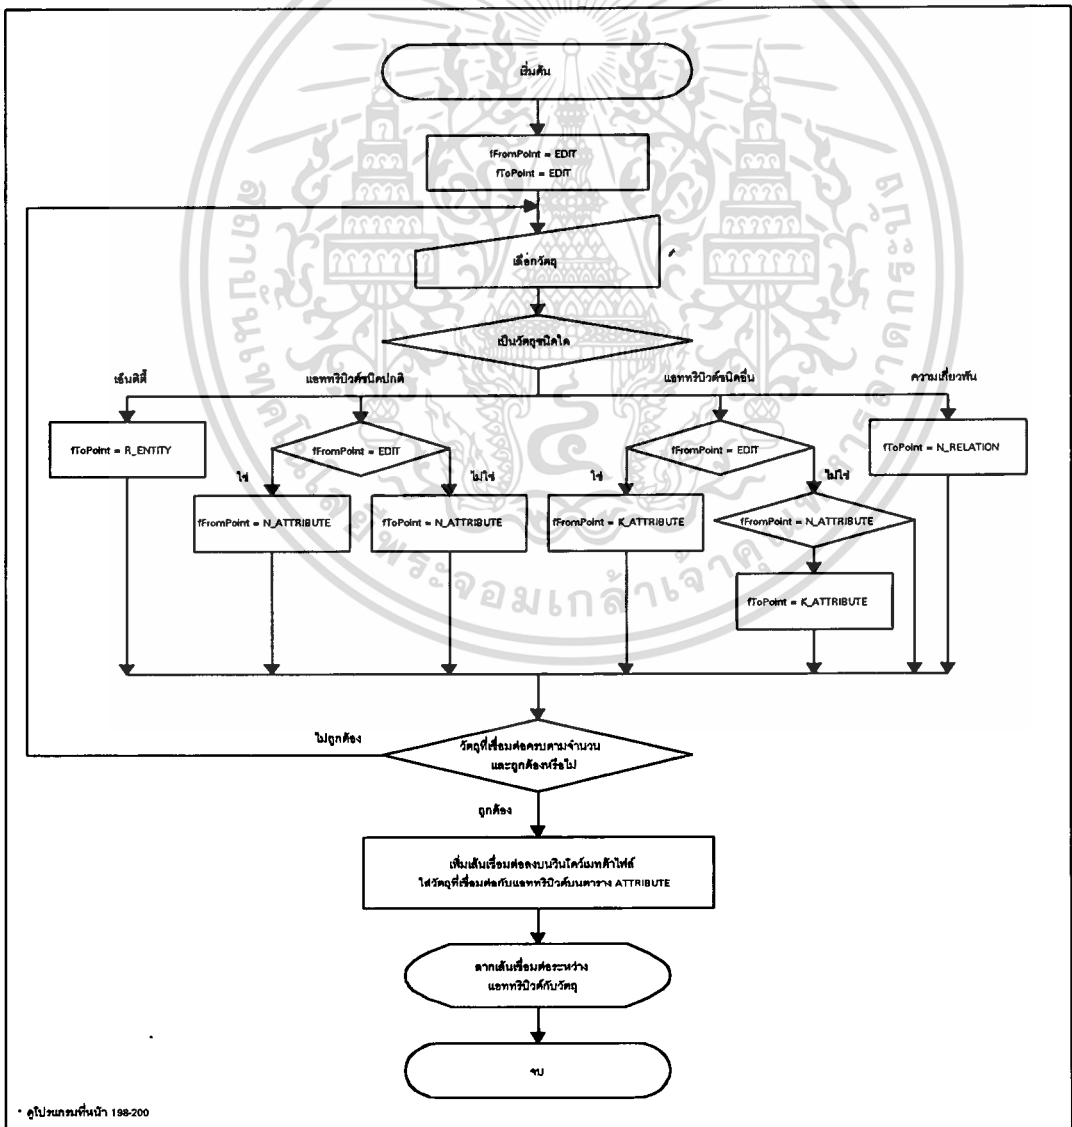 เริ่มต้น
fFromPoint = EDIT
fToPoint = EDIT
เลือกวัตถุ
เป็นวัตถุชนิดใด
เอ็นติตี้
แอททริบิวต์ชนิดปกติ
แอททริบิวต์ชนิดอื่น
ความเกี่ยวพัน
fToPoint = R_ENTITY
fFromPoint = EDIT
fFromPoint = EDIT
fToPoint = N_RELATION
ใช่
ไม่ใช่
ใช่
ไม่ใช่
fFromPoint = N_ATTRIBUTE
fToPoint = N_ATTRIBUTE
fFromPoint = K_ATTRIBUTE
fFromPoint = N_ATTRIBUTE
fToPoint = K_ATTRIBUTE
ไม่ถูกต้อง
วัตถุที่เชื่อมต่อครบตามจำนวน
และถูกต้องหรือไม่
ถูกต้อง
เพิ่มเส้นเชื่อมต่อลงบนวินโดว์เมทต้าไฟล์
ใส่วัตถุที่เชื่อมต่อกับแอททริบิวต์บนตาราง ATTRIBUTE
ลากเส้นเชื่อมต่อระหว่าง
แอททริบิวต์กับวัตถุ
จบ
* ดูโปรแกรมที่หน้า 198-200